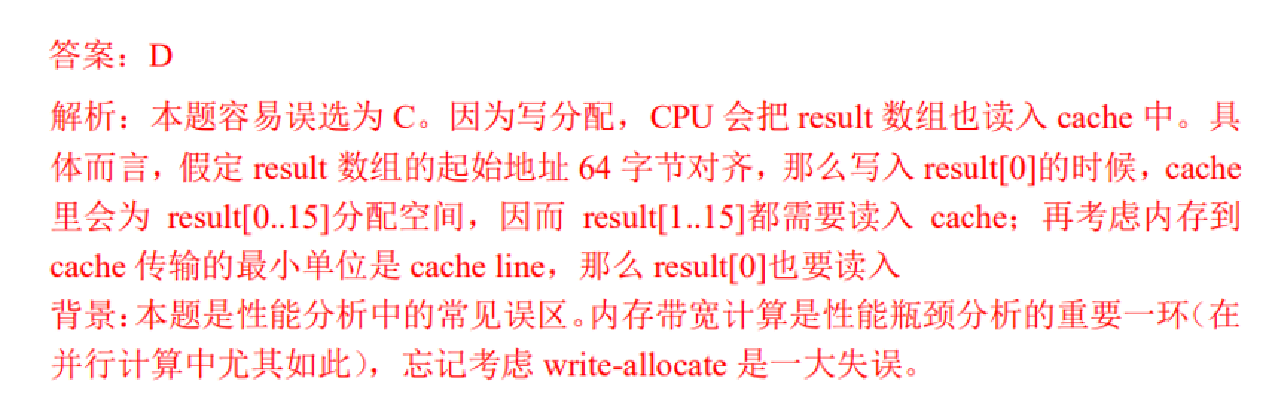 答案：D
解析：本题容易误选为 C。因为写分配，CPU 会把 result 数组也读入 cache 中。具
体而言，假定 result 数组的起始地址 64 字节对齐，那么写入 result[0]的时候，cache
里会为 result[0..15]分配空间，因而 result[1..15]都需要读入 cache；再考虑内存到
cache 传输的最小单位是 cache line，那么 result[0]也要读入
背景：本题是性能分析中的常见误区。内存带宽计算是性能瓶颈分析的重要一环（在
并行计算中尤其如此），忘记考虑 write-allocate 是一大失误。